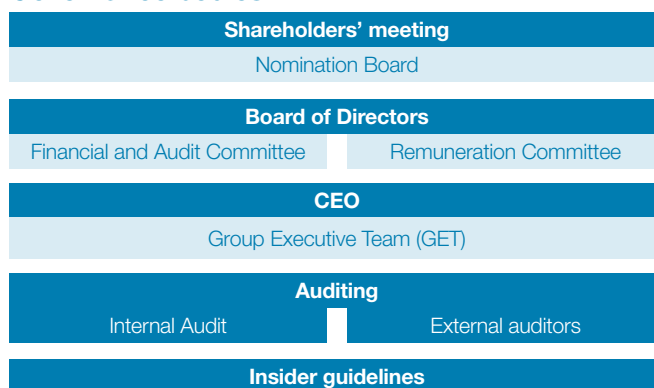 Shareholders' meeting
Nomination Board
Board of Directors
Financial and Audit Committee
Remuneration Committee
CEO
Group Executive Team (GET)
Auditing
Internal Audit
External auditors
Insider guidelines